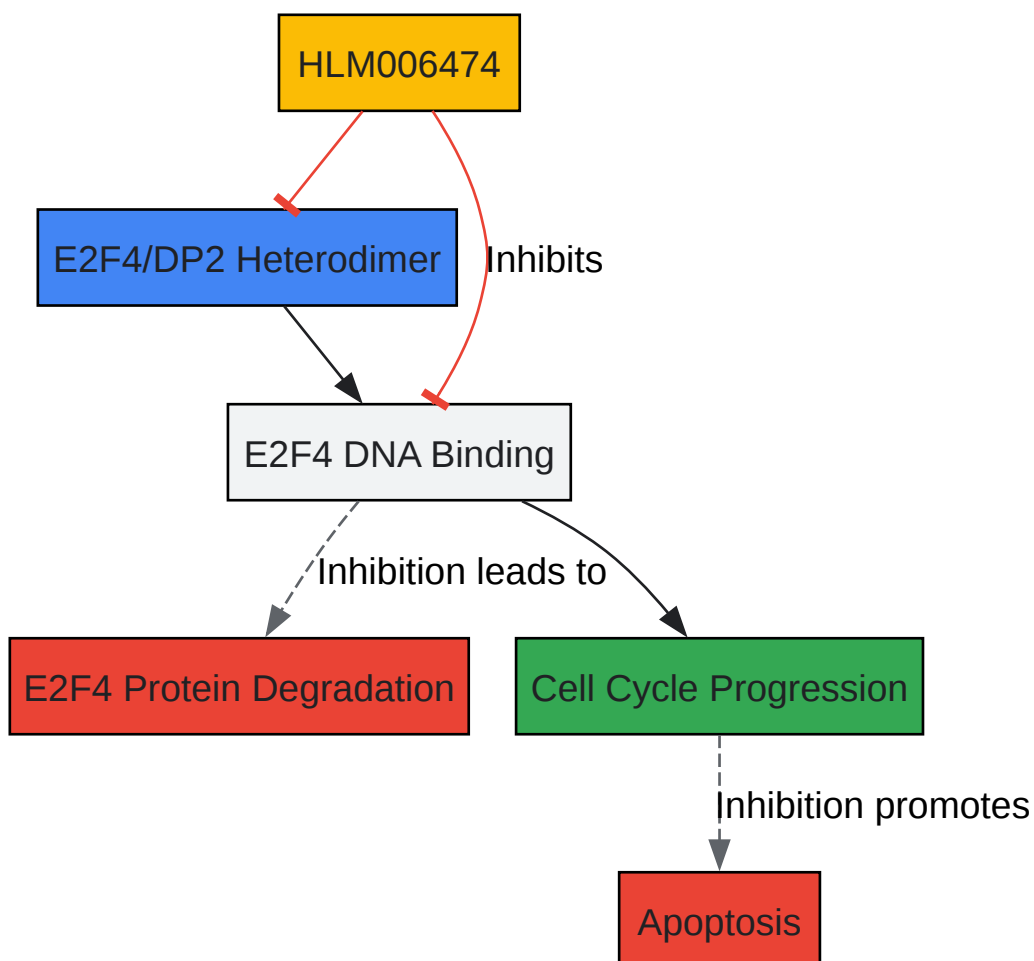 HLM006474
E2F4/DP2 Heterodimer
Inhibits
E2F4 DNA Binding
Inhibition leads to
E2F4 Protein Degradation
Cell Cycle Progression
Inhibition promotes
Apoptosis